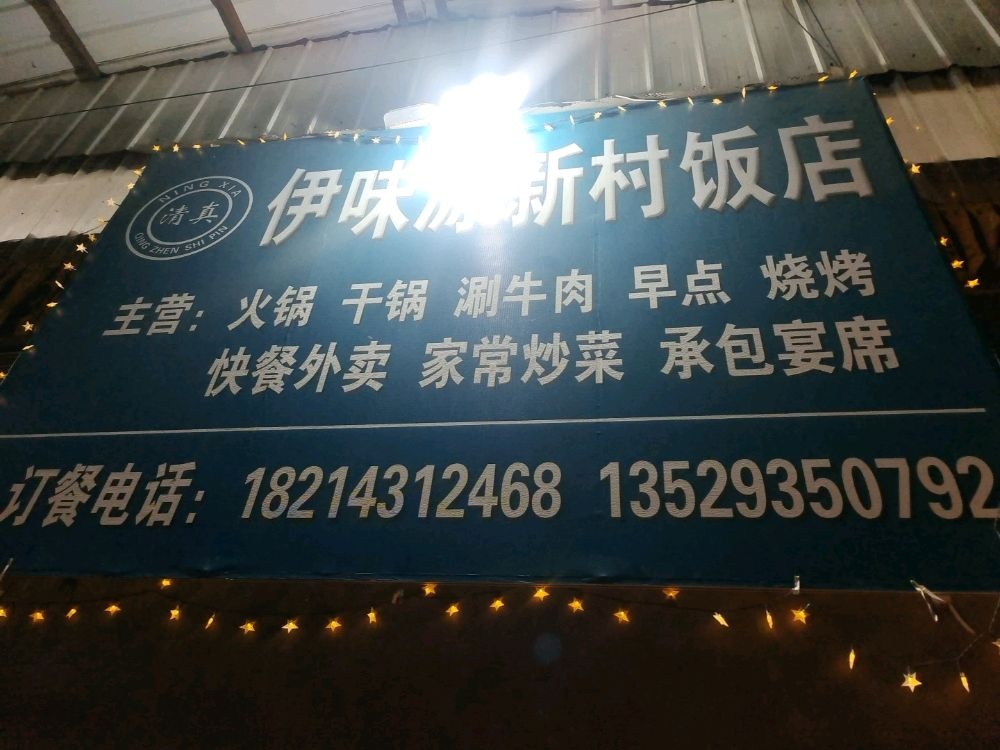 NING XIA
清真
QING ZHEN SHI PIN
伊味源新村饭店
主营：火锅 干锅 涮牛肉 早点 烧烤
快餐外卖 家常炒菜 承包宴席
订餐电话：18214312468 13529350792